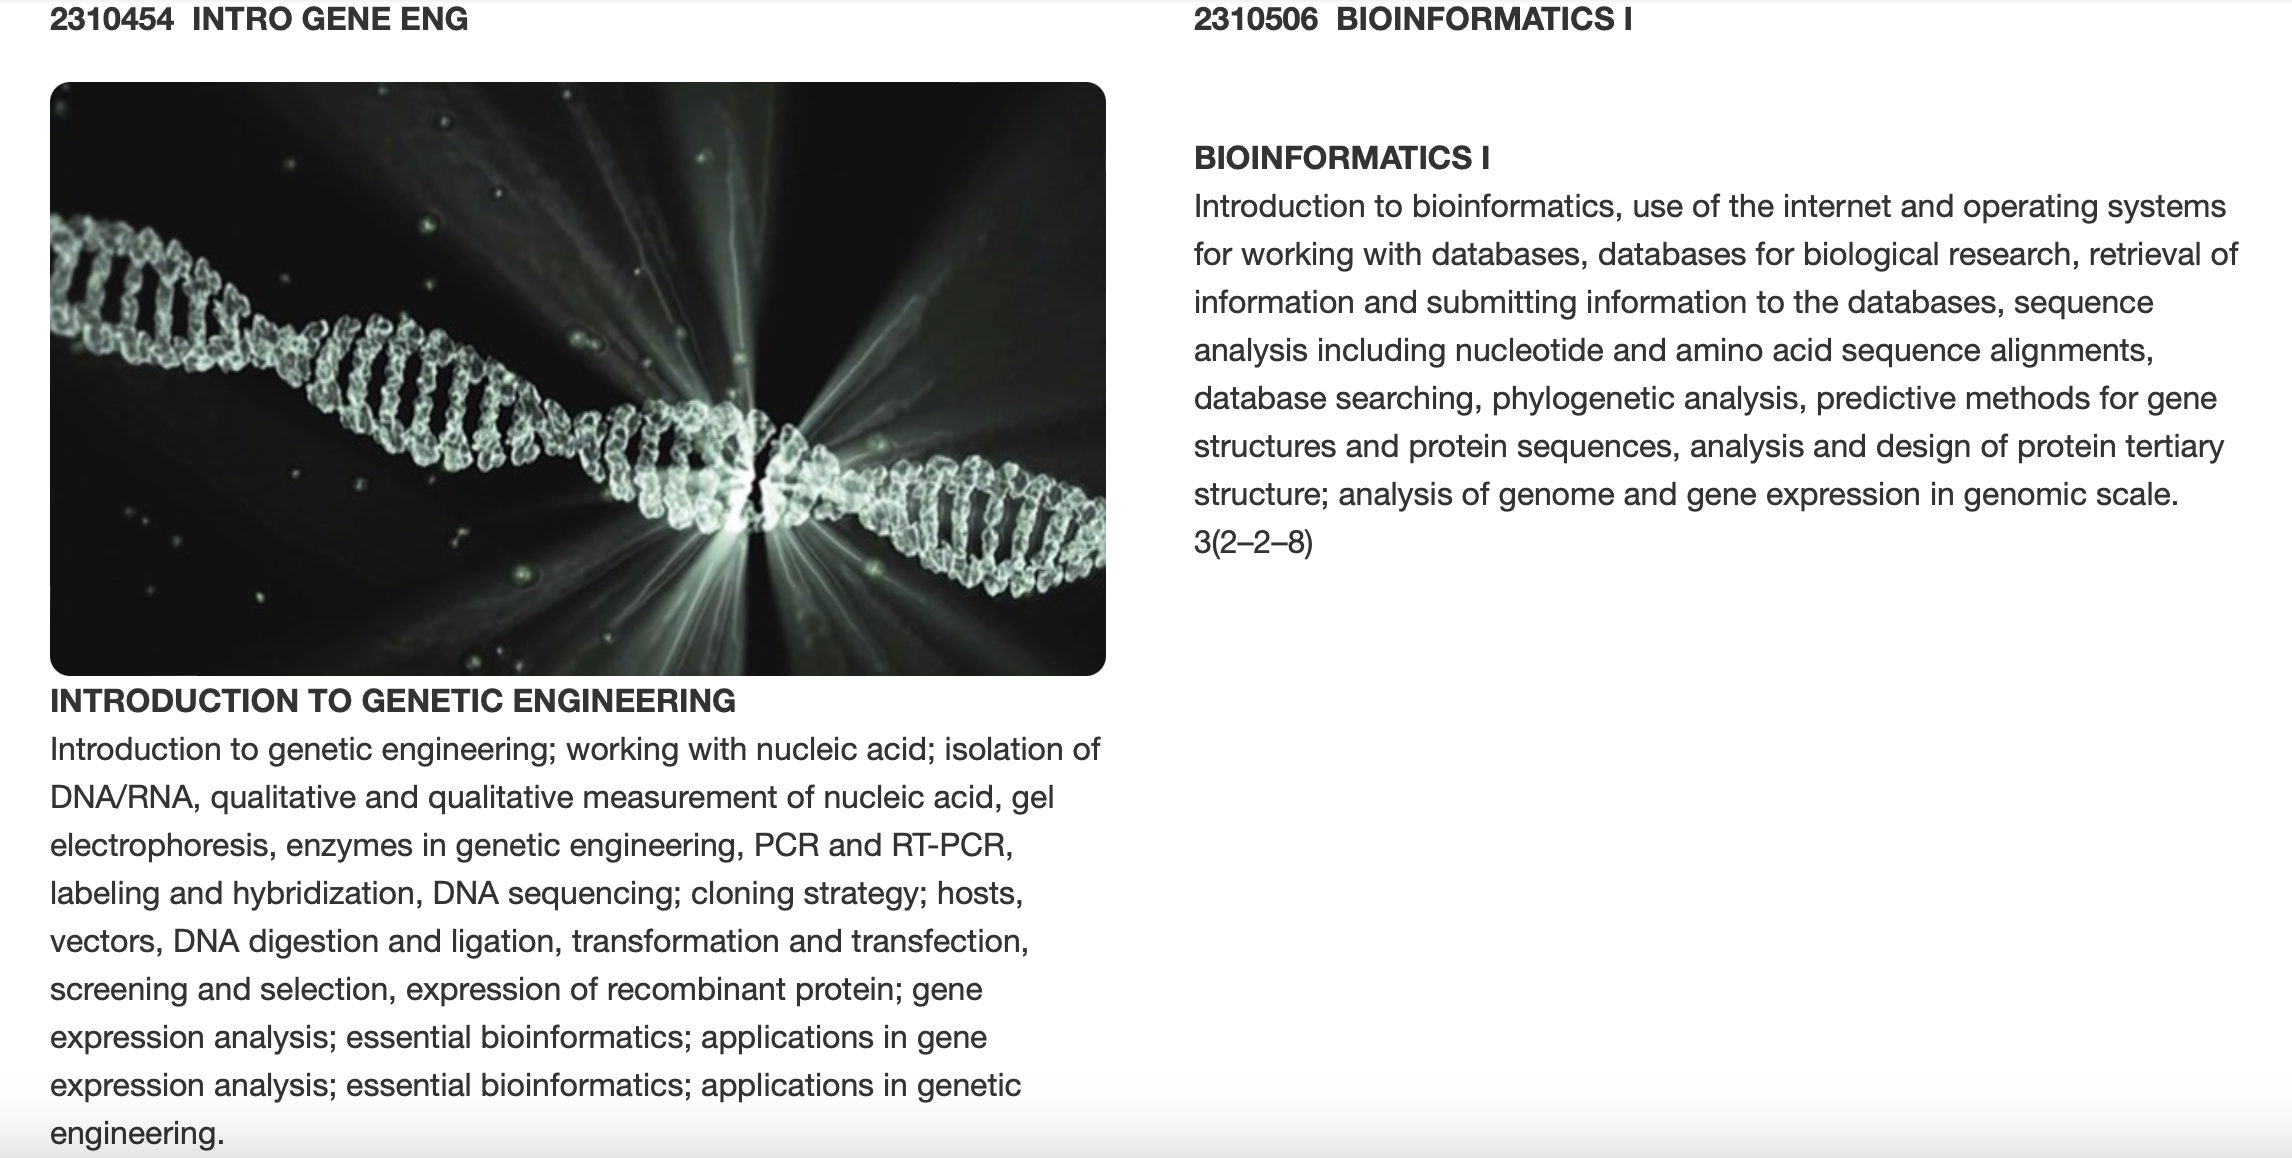 2310454 INTRO GENE ENG
INTRODUCTION TO GENETIC ENGINEERING
Introduction to genetic engineering; working with nucleic acid; isolation of
DNA/RNA, qualitative and qualitative measurement of nucleic acid, gel
electrophoresis, enzymes in genetic engineering, PCR and RT-PCR,
labeling and hybridization, DNA sequencing; cloning strategy; hosts,
vectors, DNA digestion and ligation, transformation and transfection,
screening and selection, expression of recombinant protein; gene
expression analysis; essential bioinformatics; applications in gene
expression analysis; essential bioinformatics; applications in genetic
engineering.
2310506 BIOINFORMATICS I
BIOINFORMATICS I
Introduction to bioinformatics, use of the internet and operating systems
for working with databases, databases for biological research, retrieval of
information and submitting information to the databases, sequence
analysis including nucleotide and amino acid sequence alignments,
database searching, phylogenetic analysis, predictive methods for gene
structures and protein sequences, analysis and design of protein tertiary
structure; analysis of genome and gene expression in genomic scale.
3(2–2–8)